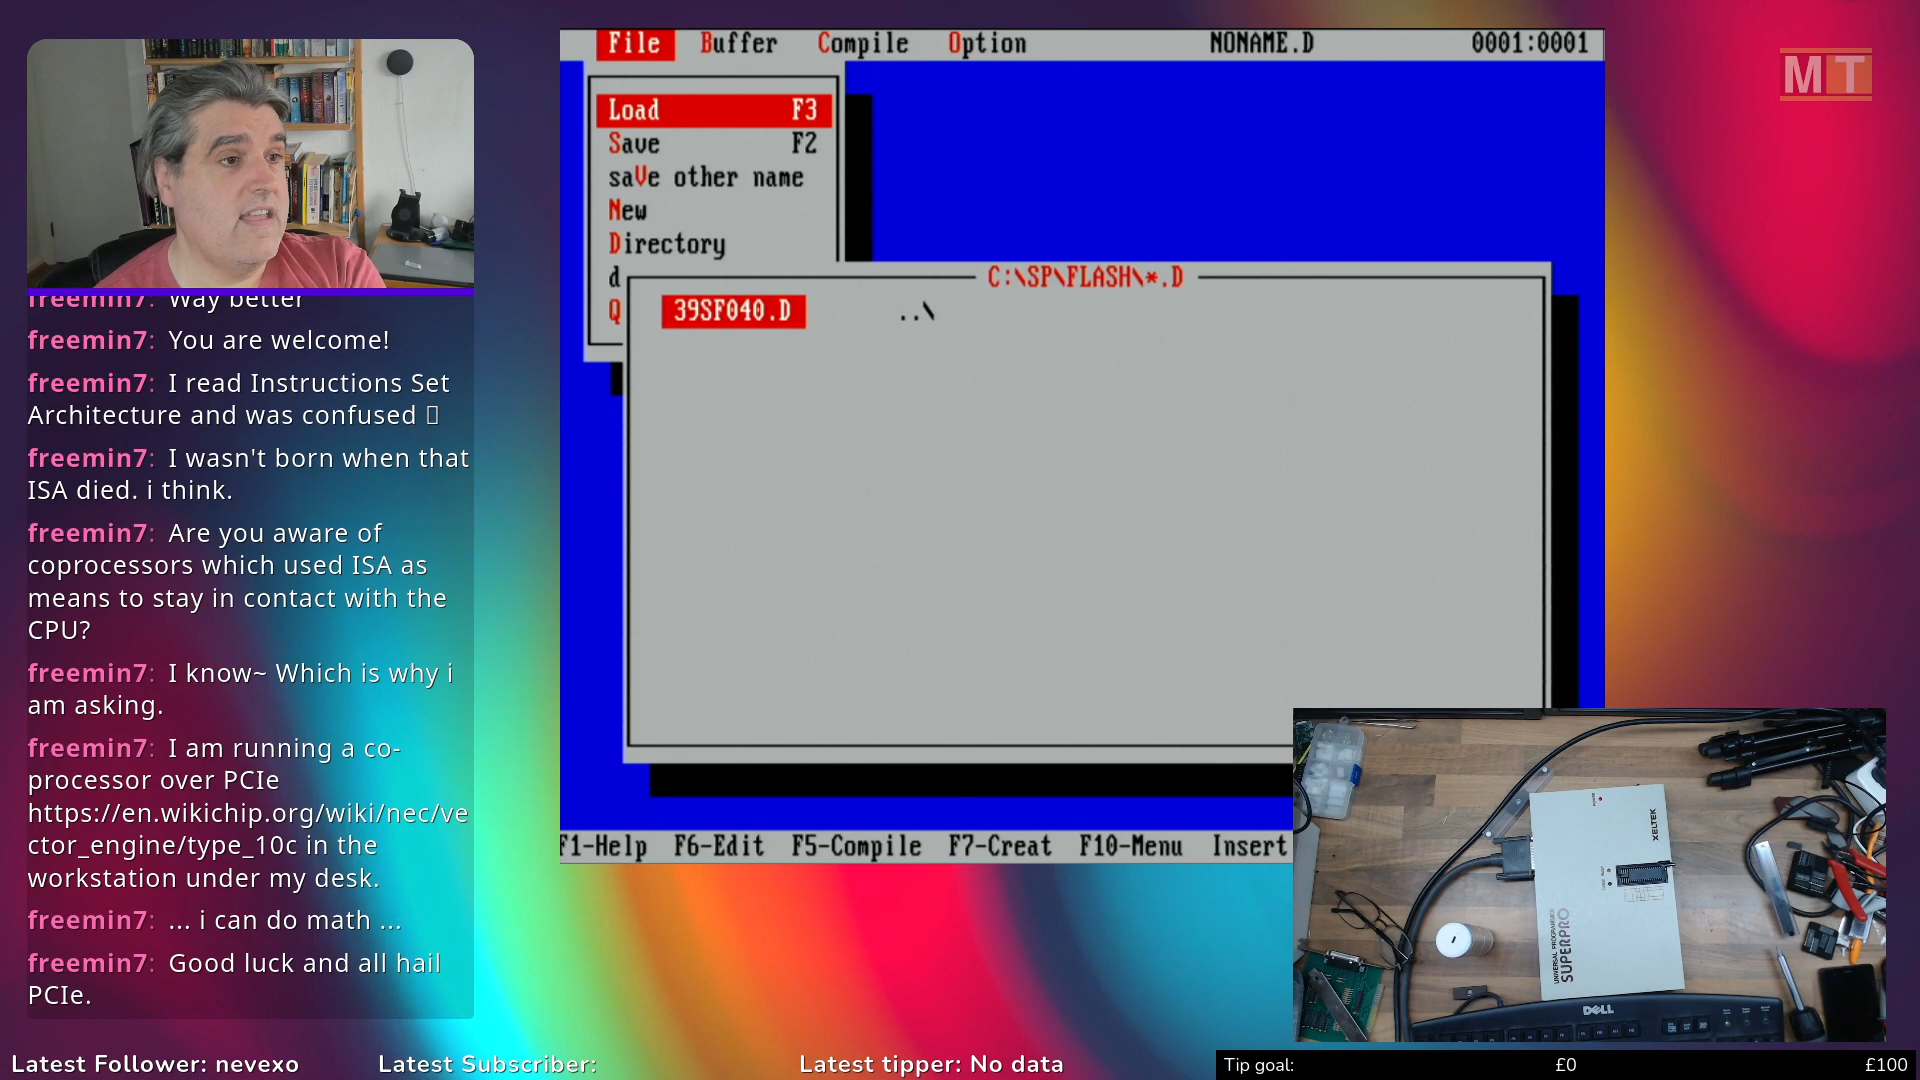 File Buffer Compile Option NONAME.D 0001:0001
MT
Load F3
Save F2
saVe other name
New
Directory
d
Q
C:\SP\FLASH\*.D
39SF040.D ..\
F1-Help F6-Edit F5-Compile F7-Creat F10-Menu Insert
freemin7: Way better
freemin7: You are welcome!
freemin7: I read Instructions Set
Architecture and was confused
freemin7: I wasn't born when that
ISA died. i think.
freemin7: Are you aware of
coprocessors which used ISA as
means to stay in contact with the
CPU?
freemin7: I know~ Which is why i
am asking.
freemin7: I am running a co-
processor over PCIe
https://en.wikichip.org/wiki/nec/ve
ctor_engine/type_10c in the
workstation under my desk.
freemin7: ... i can do math ...
freemin7: Good luck and all hail
PCIe.
XELTEK
UNIVERSAL PROGRAMMER
SUPERPRO
DELL
Latest Follower: nevexo Latest Subscriber: Latest tipper: No data Tip goal: £0 £100